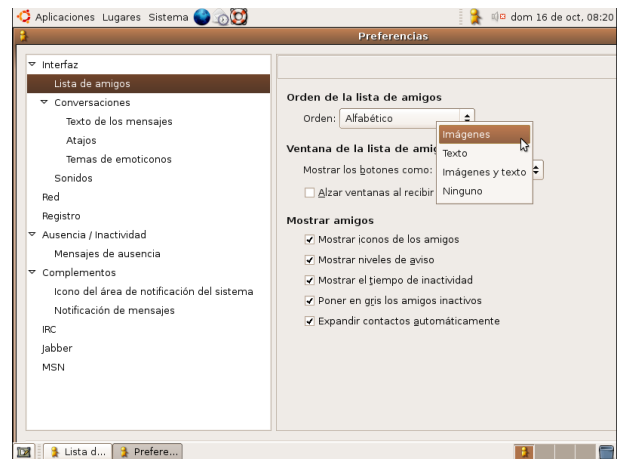 Aplicaciones Lugares Sistema dom 16 de oct, 08:20
Preferencias
Interfaz
Lista de amigos
Conversaciones
Texto de los mensajes
Atajos
Temas de emoticonos
Sonidos
Red
Registro
Ausencia / Inactividad
Mensajes de ausencia
Complementos
Icono del área de notificación del sistema
Notificación de mensajes
IRC
Jabber
MSN
Orden de la lista de amigos
Orden: Alfabético
Ventana de la lista de
Mostrar los botones como:
Alzar ventanas al recibir
Imágenes
Texto
Imágenes y texto
Ninguno
Mostrar amigos
Mostrar iconos de los amigos
Mostrar niveles de aviso
Mostrar el tiempo de inactividad
Poner en gris los amigos inactivos
Expandir contactos automáticamente
Lista d... Prefere...